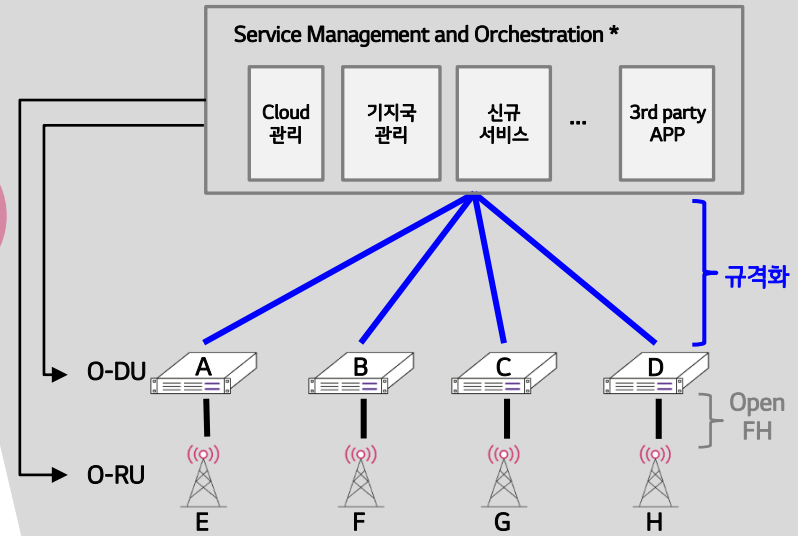 Service Management and Orchestration *
Cloud
관리
기지국
관리
신규
서비스
...
3rd party
APP
규격화
O-DU
A
B
C
D
Open
FH
O-RU
E
F
G
H